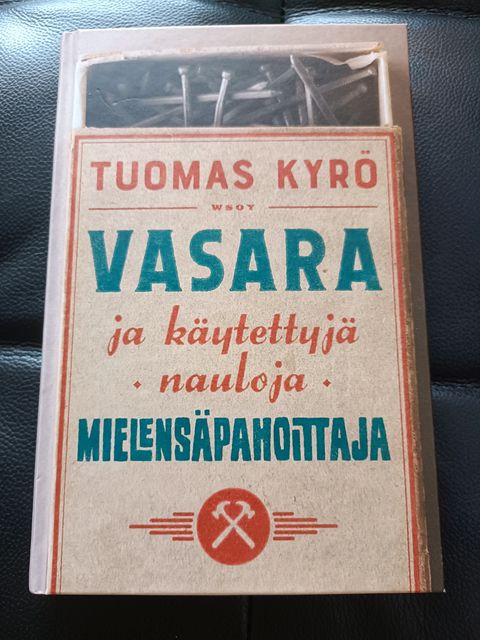 TUOMAS KYRÖ
WSOY
VASARA
ja käytettyjä
• nauloja •
MIELENSÄPAHOITTAJA